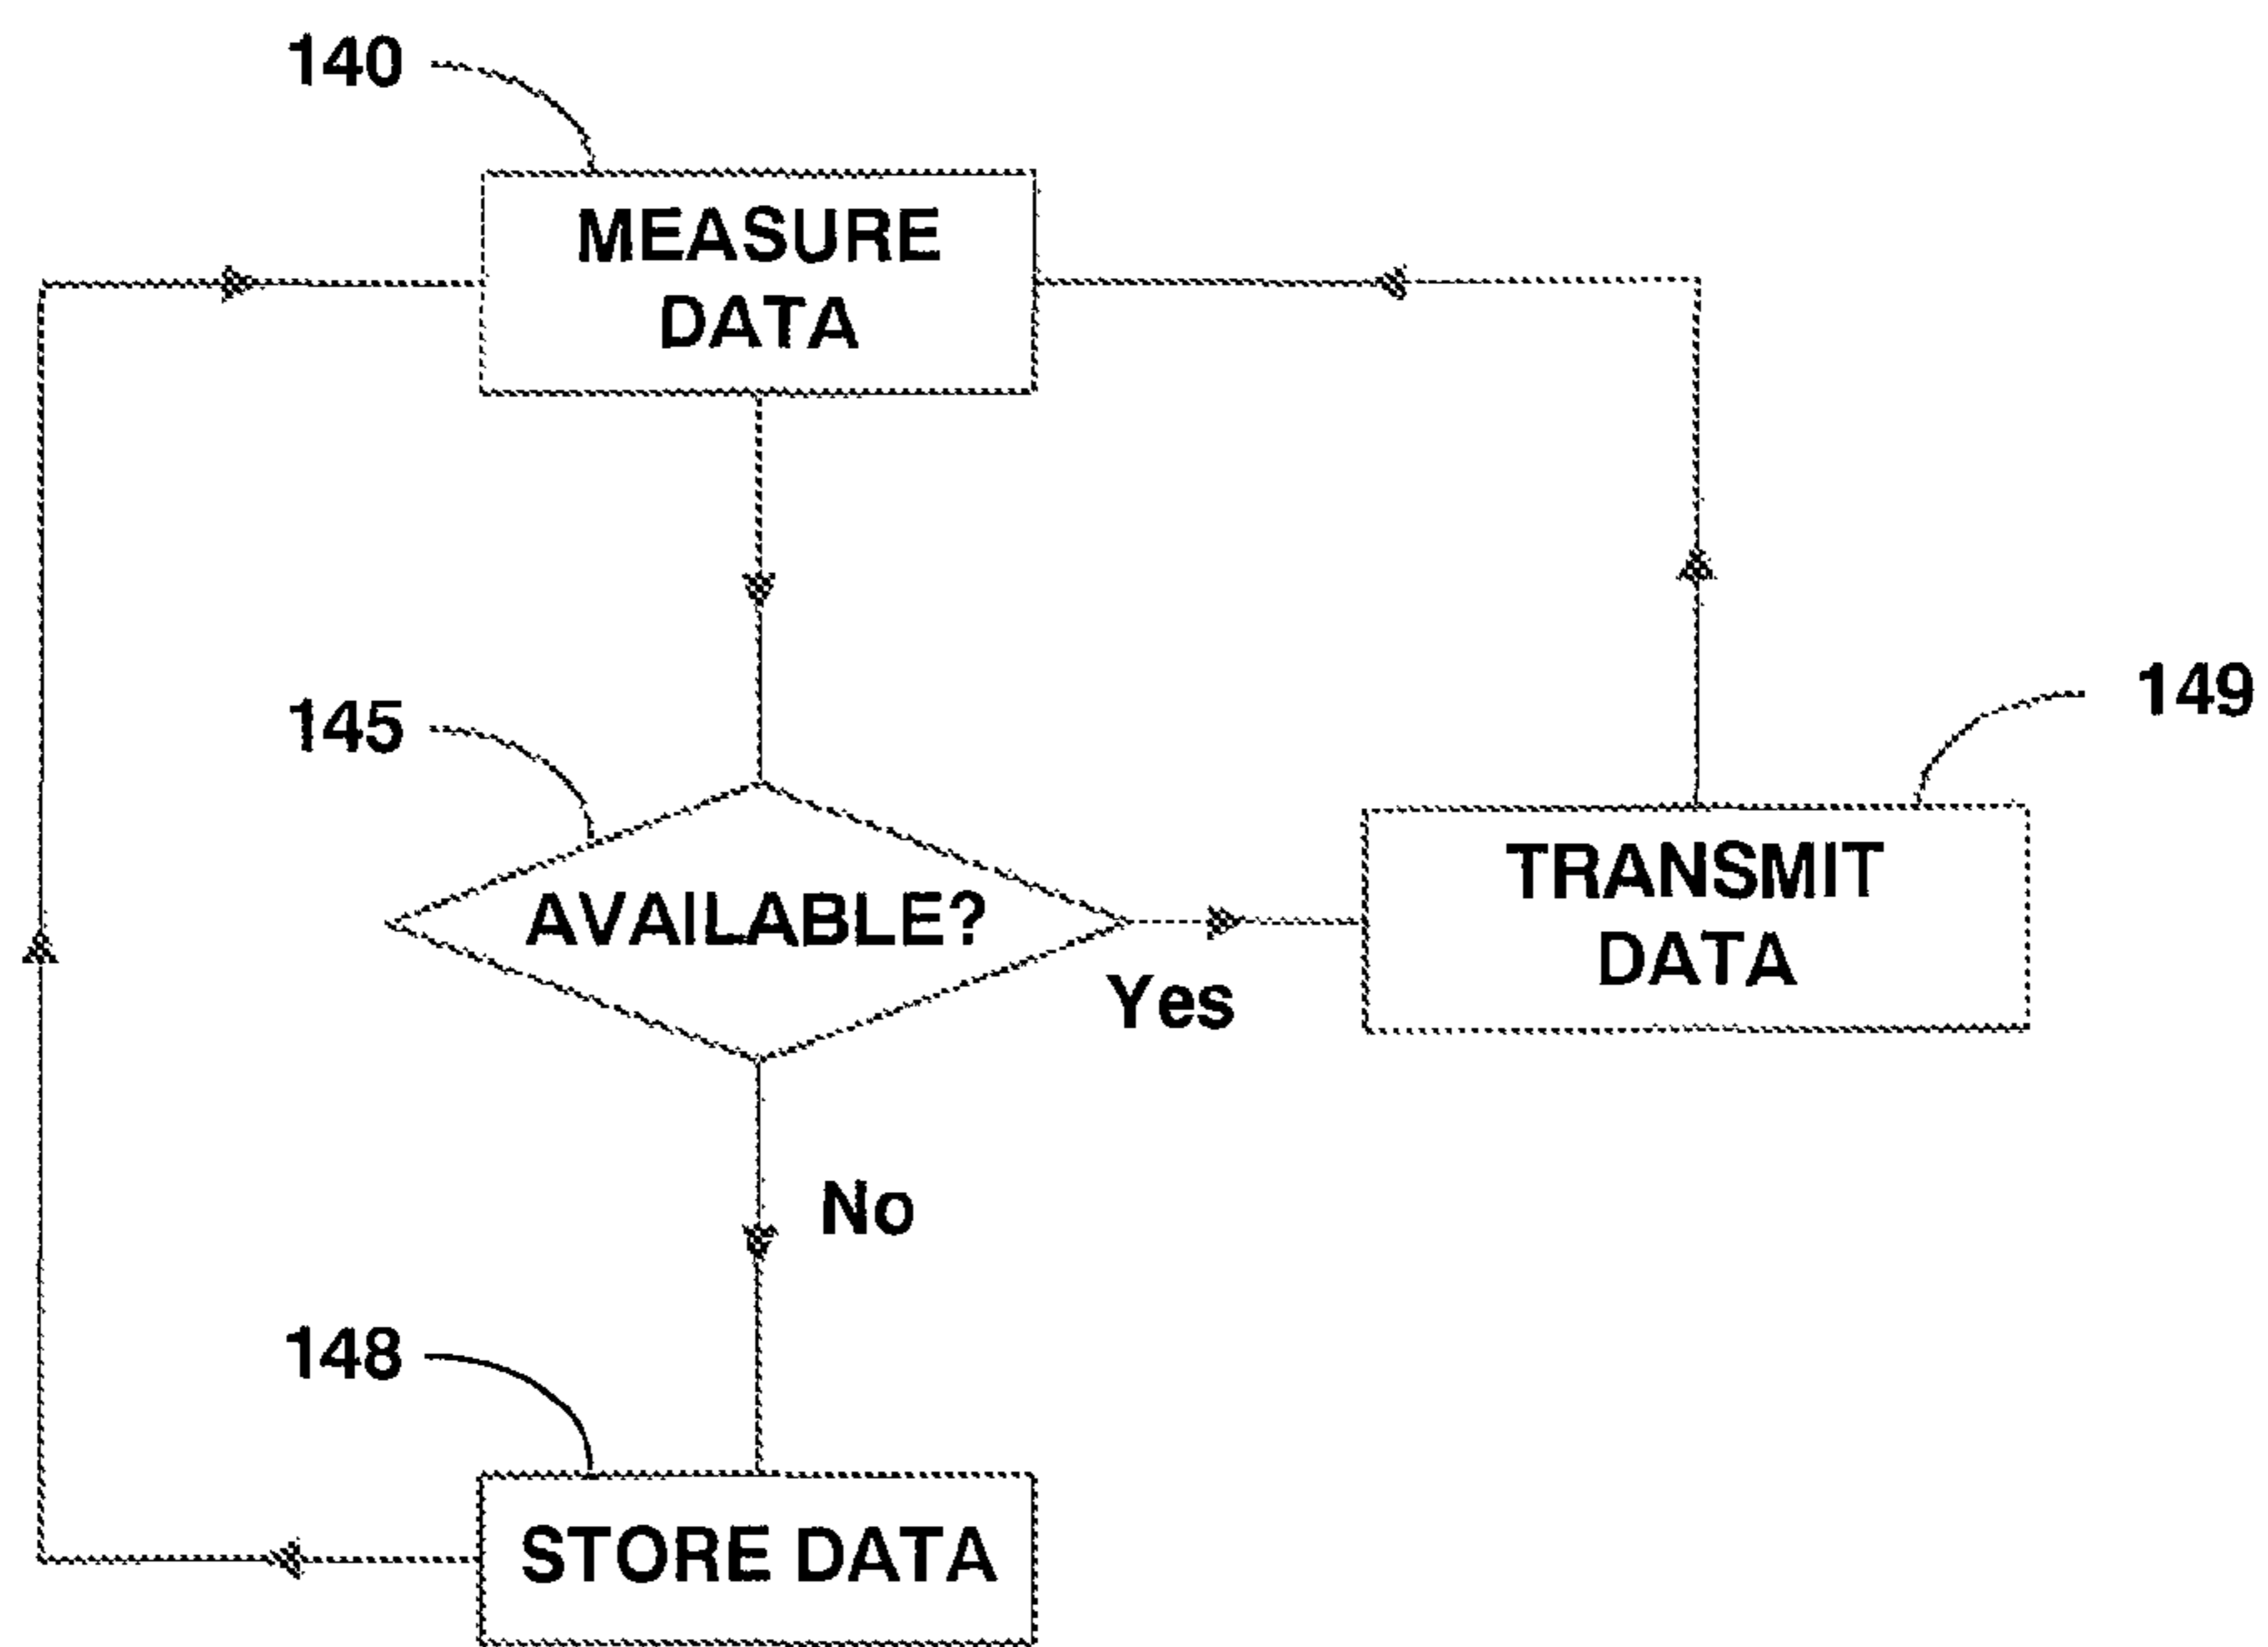 140
MEASURE
DATA
145
AVAILABLE?
Yes
149
TRANSMIT
DATA
No
148
STORE DATA